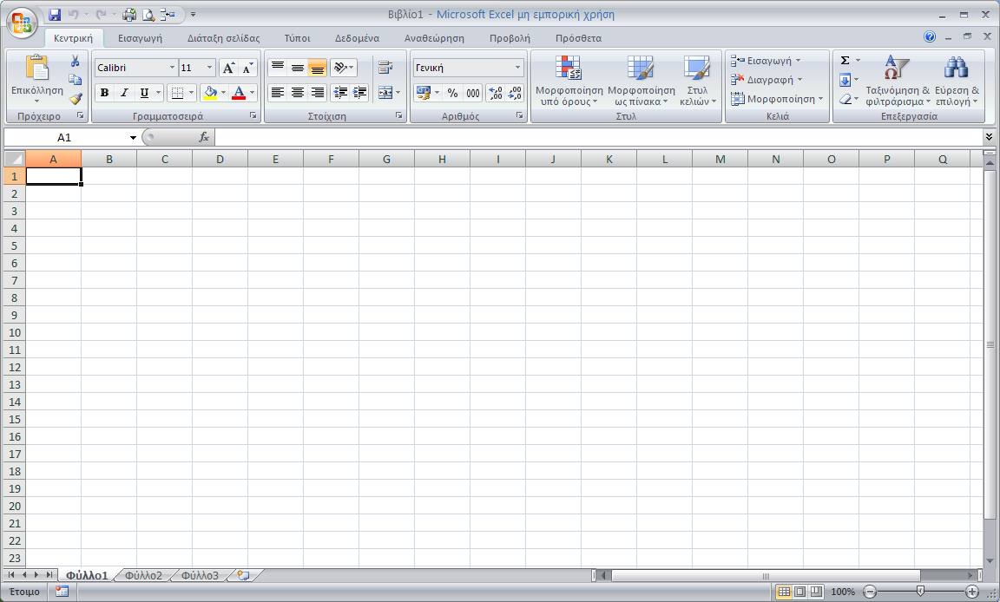 Βιβλίο1 - Microsoft Excel μη εμπορική χρήση
Κεντρική Εισαγωγή Διάταξη σελίδας Τύποι Δεδομένα Αναθεώρηση Προβολή Πρόσθετα
Επικόλληση
Πρόχειρο
Calibri 11
B I U
Γραμματοσειρά
Στοίχιση
Γενική
% 000
Αριθμός
Μορφοποίηση υπό όρους
Μορφοποίηση ως πίνακα
Στυλ κελιών
Στυλ
Εισαγωγή
Διαγραφή
Μορφοποίηση
Κελιά
Σ
Ταξινόμηση & φιλτράρισμα
Εύρεση & επιλογή
Επεξεργασία
A1 fx
A B C D E F G H I J K L M N O P Q
1
2
3
4
5
6
7
8
9
10
11
12
13
14
15
16
17
18
19
20
21
22
23
Φύλλο1 Φύλλο2 Φύλλο3
Έτοιμο 100%